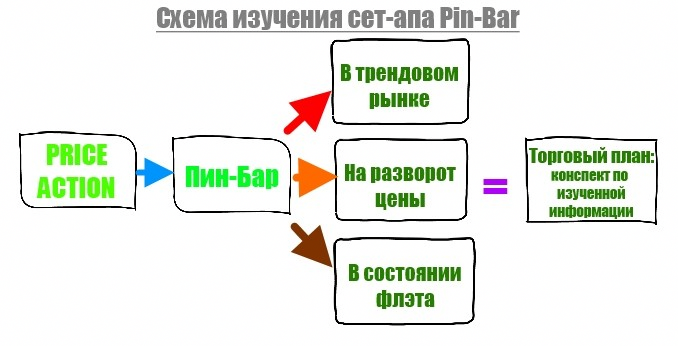 Схема изучения сет-апа Pin-Bar
PRICE
ACTION
Пин-Бар
В трендовом
рынке
На разворот
цены
В состоянии
флэта
=
Торговый план:
конспект по
изученной
информации